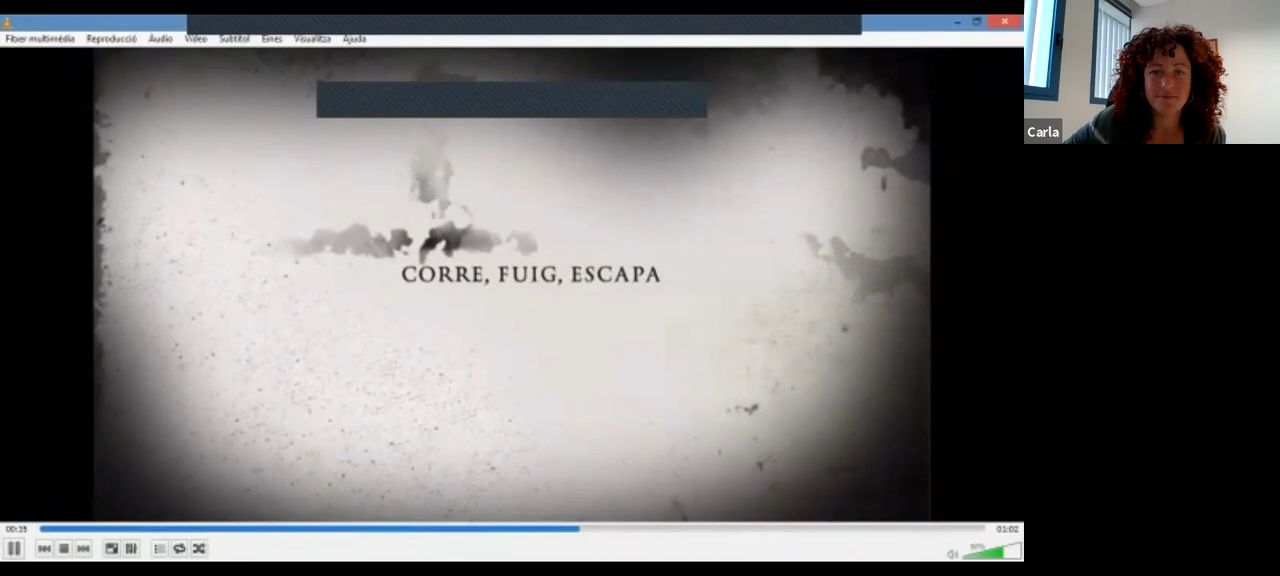 Fitxer multimèdia Reproducció Àudio Vídeo Subtítol Eines Visualitza Ajuda
Carla
CORRE, FUIG, ESCAPA
00:35 01:02